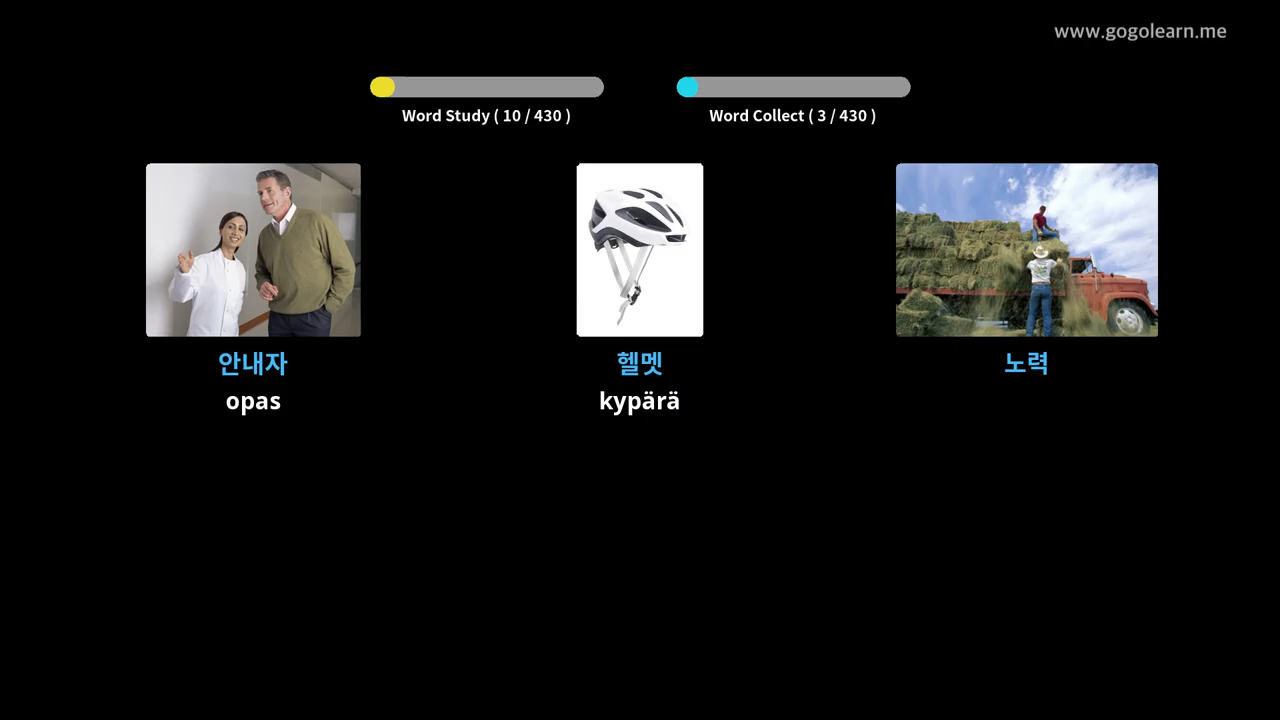 www.gogolearn.me
Word Study ( 10 / 430 )
Word Collect ( 3 / 430 )
안내자
opas
헬멧
kypärä
노력